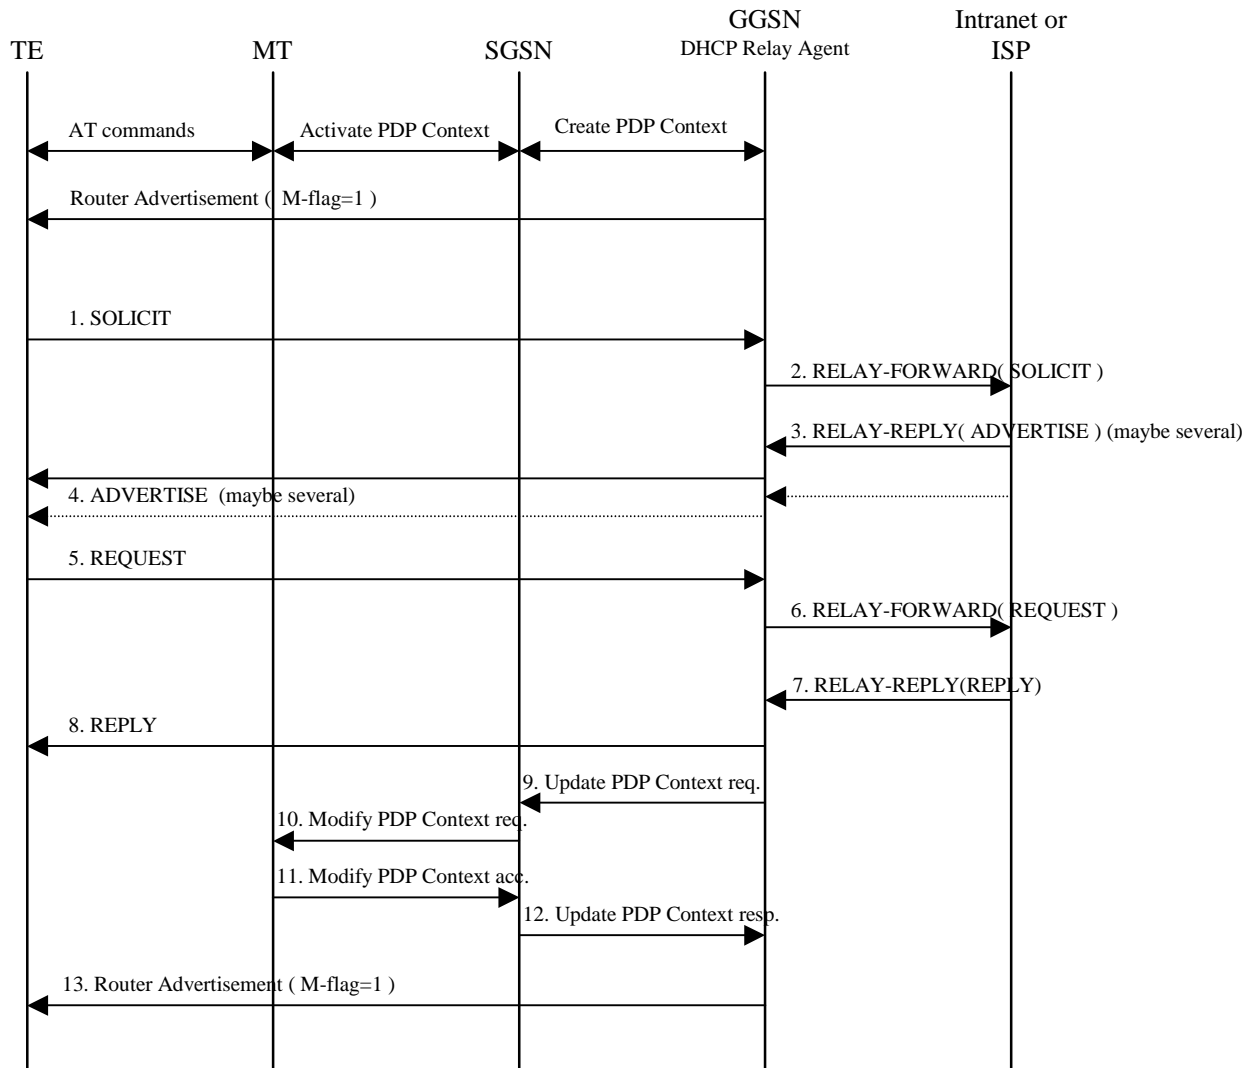 GGSN
Intranet or
TE
MT
SGSN
DHCP Relay Agent
ISP
AT commands
Activate PDP Context
Create PDP Context
Router Advertisement ( M-flag=1 )
1. SOLICIT
2. RELAY-FORWARD( SOLICIT )
3. RELAY-REPLY( ADVERTISE ) (maybe several)
4. ADVERTISE (maybe several)
5. REQUEST
6. RELAY-FORWARD( REQUEST )
7. RELAY-REPLY(REPLY)
8. REPLY
9. Update PDP Context req.
10. Modify PDP Context req.
11. Modify PDP Context acc.
12. Update PDP Context resp.
13. Router Advertisement ( M-flag=1 )